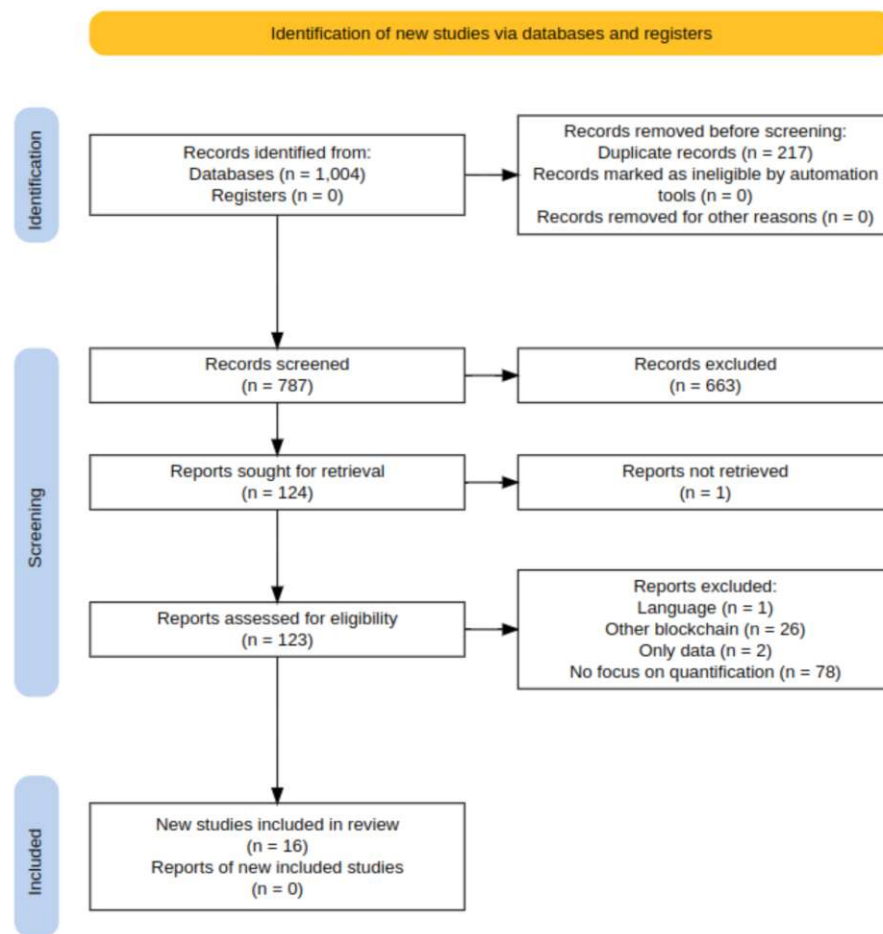 Identification of new studies via databases and registers
Identification
Records identified from:
Databases (n = 1,004)
Registers (n = 0)
Records removed before screening:
Duplicate records (n = 217)
Records marked as ineligible by automation
tools (n = 0)
Records removed for other reasons (n = 0)
Screening
Records screened
(n = 787)
Records excluded
(n = 663)
Reports sought for retrieval
(n = 124)
Reports not retrieved
(n = 1)
Reports assessed for eligibility
(n = 123)
Reports excluded:
Language (n = 1)
Other blockchain (n = 26)
Only data (n = 2)
No focus on quantification (n = 78)
Included
New studies included in review
(n = 16)
Reports of new included studies
(n = 0)